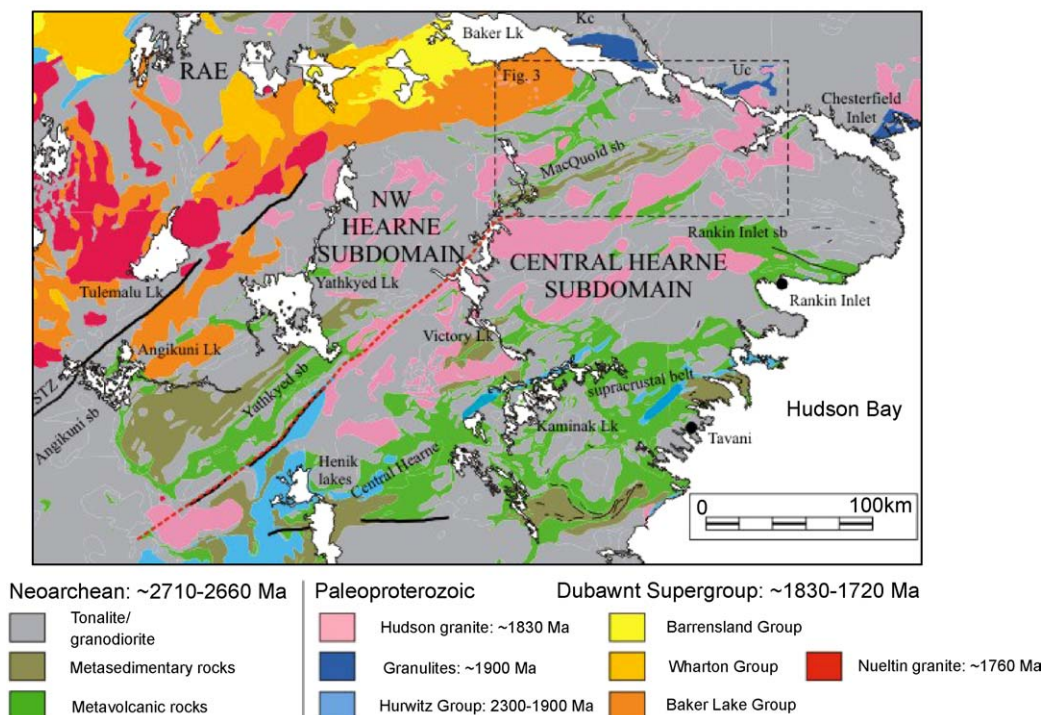 Kc
Baker Lk
RAE
Fig. 3
Uc
Chesterfield
Inlet
MacQuoid sb
NW
HEARNE
SUBDOMAIN
Rankin Inlet sb
CENTRAL HEARNE
SUBDOMAIN
Tulemalu Lk
Yathkyed Lk
Rankin Inlet
Victory Lk
Angikuni Lk
STZ
Yathkyed sb
supracrustal belt
Angikuni sb
Hudson Bay
Kaminak Lk
Tavani
Henik
lakes
Central Hearne
0 100km
Neoarchean: ~2710-2660 Ma
Tonalite/
granodiorite
Metasedimentary rocks
Metavolcanic rocks
Paleoproterozoic
Hudson granite: ~1830 Ma
Granulites: ~1900 Ma
Hurwitz Group: 2300-1900 Ma
Dubawnt Supergroup: ~1830-1720 Ma
Barrensland Group
Wharton Group
Baker Lake Group
Nueltin granite: ~1760 Ma